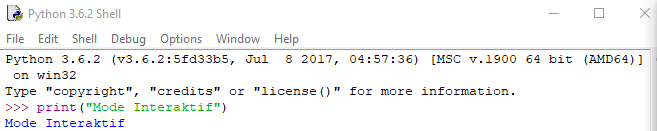 Python 3.6.2 Shell
File Edit Shell Debug Options Window Help
Python 3.6.2 (v3.6.2:5fd33b5, Jul  8 2017, 04:57:36) [MSC v.1900 64 bit (AMD64)]
 on win32
Type "copyright", "credits" or "license()" for more information.
>>> print("Mode Interaktif")
Mode Interaktif